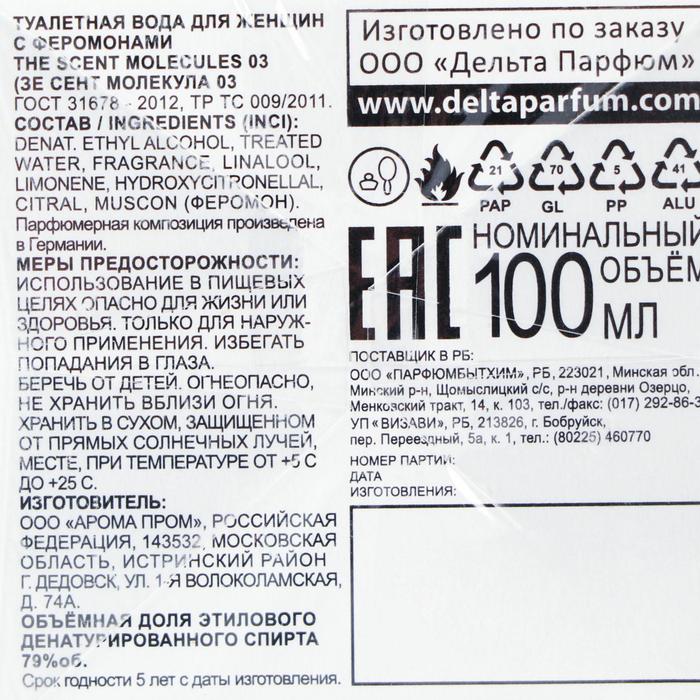 ТУАЛЕТНАЯ ВОДА ДЛЯ ЖЕНЩИН
С ФЕРОМОНАМИ
THE SCENT MOLECULES 03
(ЗЕ СЕНТ МОЛЕКУЛА 03
ГОСТ 31678 - 2012, ТР ТС 009/2011.
СОСТАВ / INGREDIENTS (INCI):
DENAT. ETHYL ALCOHOL, TREATED
WATER, FRAGRANCE, LINALOOL,
LIMONENE, HYDROXYCITRONELLAL,
CITRAL, MUSCON (ФЕРОМОН).
Парфюмерная композиция произведена
в Германии.
МЕРЫ ПРЕДОСТОРОЖНОСТИ:
ИСПОЛЬЗОВАНИЕ В ПИЩЕВЫХ
ЦЕЛЯХ ОПАСНО ДЛЯ ЖИЗНИ ИЛИ
ЗДОРОВЬЯ. ТОЛЬКО ДЛЯ НАРУЖ-
НОГО ПРИМЕНЕНИЯ. ИЗБЕГАТЬ
ПОПАДАНИЯ В ГЛАЗА.
БЕРЕЧЬ ОТ ДЕТЕЙ. ОГНЕОПАСНО,
НЕ ХРАНИТЬ ВБЛИЗИ ОГНЯ.
ХРАНИТЬ В СУХОМ, ЗАЩИЩЕННОМ
ОТ ПРЯМЫХ СОЛНЕЧНЫХ ЛУЧЕЙ,
МЕСТЕ, ПРИ ТЕМПЕРАТУРЕ ОТ +5 С
ДО +25 С.
ИЗГОТОВИТЕЛЬ:
ООО «АРОМА ПРОМ», РОССИЙСКАЯ
ФЕДЕРАЦИЯ, 143532, МОСКОВСКАЯ
ОБЛАСТЬ, ИСТРИНСКИЙ РАЙОН
Г. ДЕДОВСК, УЛ. 1-Я ВОЛОКОЛАМСКАЯ,
Д. 74А.
ОБЪЁМНАЯ ДОЛЯ ЭТИЛОВОГО
ДЕНАТУРИРОВАННОГО СПИРТА
79%об.
Срок годности 5 лет с даты изготовления.
Изготовлено по заказу
ООО «Дельта Парфюм»
www.deltaparfum.com
21 70 5 41
PAP GL PP ALU
ЕАС
НОМИНАЛЬНЫЙ
ОБЪЁМ
100 МЛ
ПОСТАВЩИК В РБ:
ООО «ПАРФЮМБЫТХИМ», РБ, 223021, Минская обл.
Минский р-н, Щомыслицкий с/с, р-н деревни Озерцо,
Менковский тракт, 14, к. 103, тел./факс: (017) 292-86-3
УП «ВИЗАВИ», РБ, 213826, г. Бобруйск,
пер. Переездный, 5а, к. 1, тел.: (80225) 460770
НОМЕР ПАРТИИ:
ДАТА
ИЗГОТОВЛЕНИЯ: